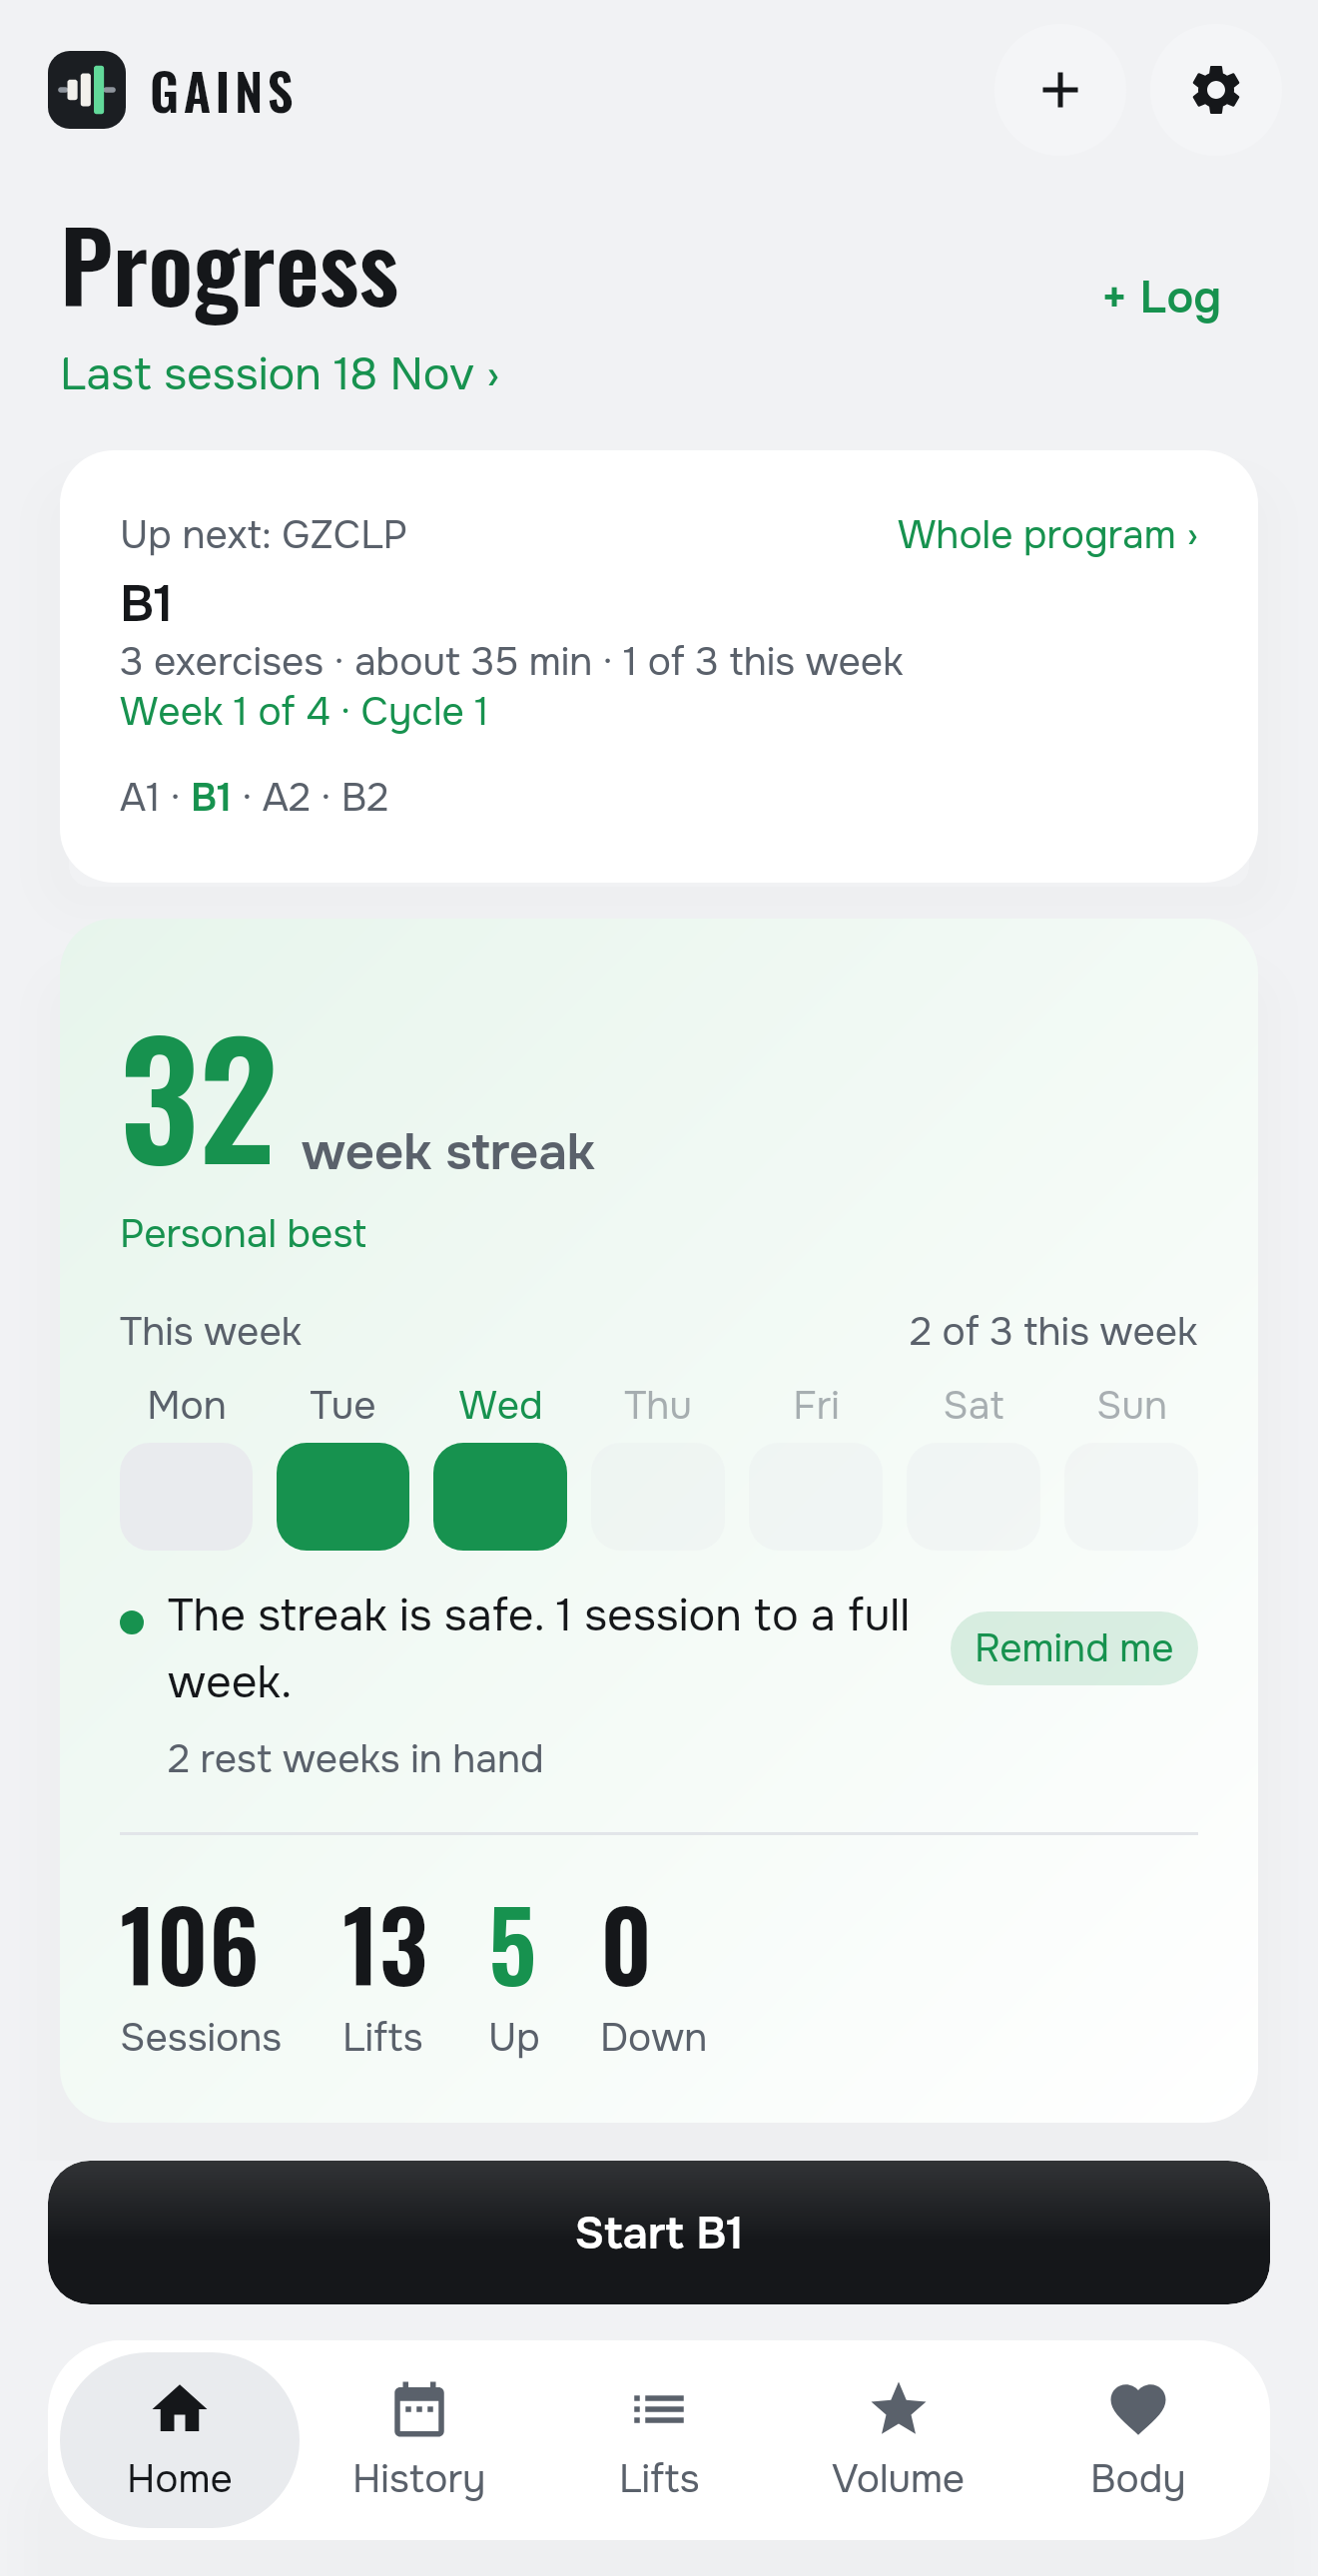 GAINS
Progress
+ Log
Last session 18 Nov ›
Up next: GZCLP
Whole program ›
B1
3 exercises · about 35 min · 1 of 3 this week
Week 1 of 4 · Cycle 1
A1 · B1 · A2 · B2
32 week streak
Personal best
This week
2 of 3 this week
Mon Tue Wed Thu Fri Sat Sun
The streak is safe. 1 session to a full
week.
Remind me
2 rest weeks in hand
106 13 5 0
Sessions Lifts Up Down
Start B1
Home History Lifts Volume Body